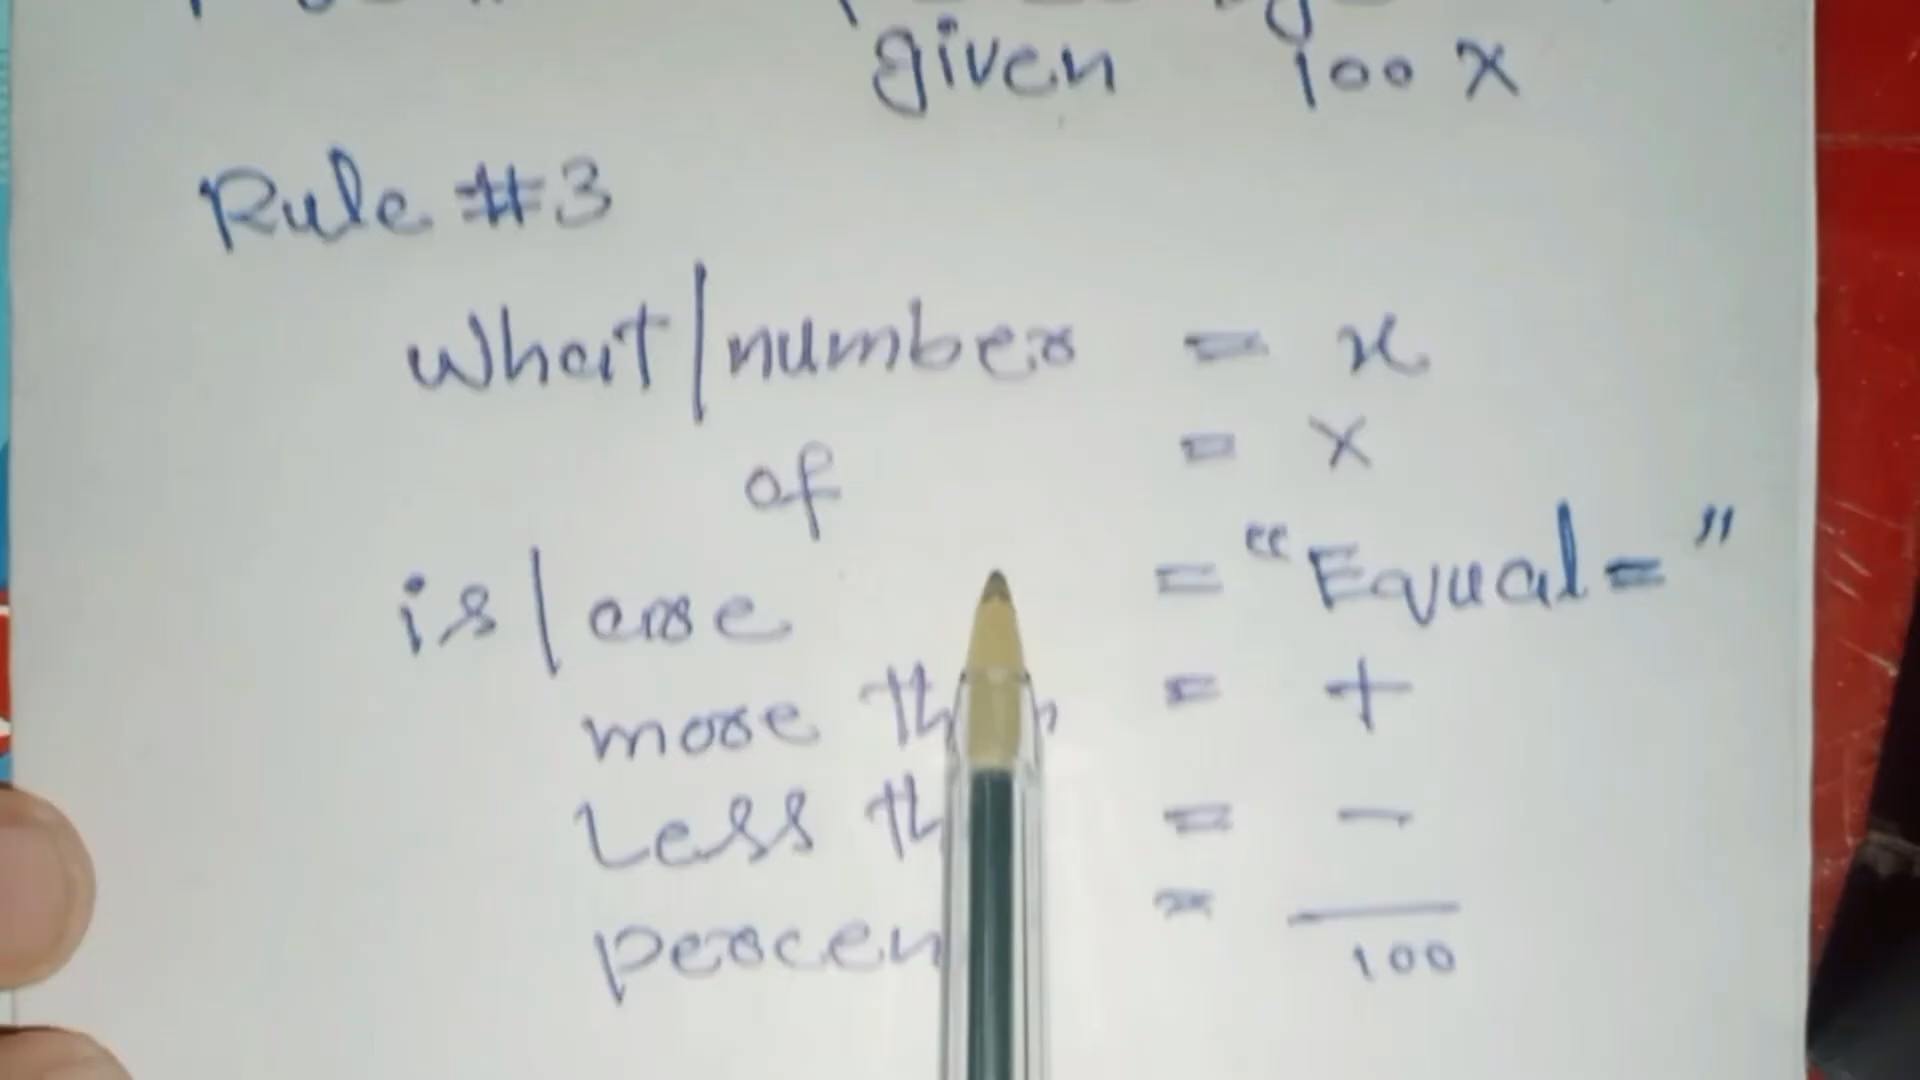 given 100 X
Rule #3
What|number = x
of = X
is|are = "Equal="
more = +
Less = -
= /100